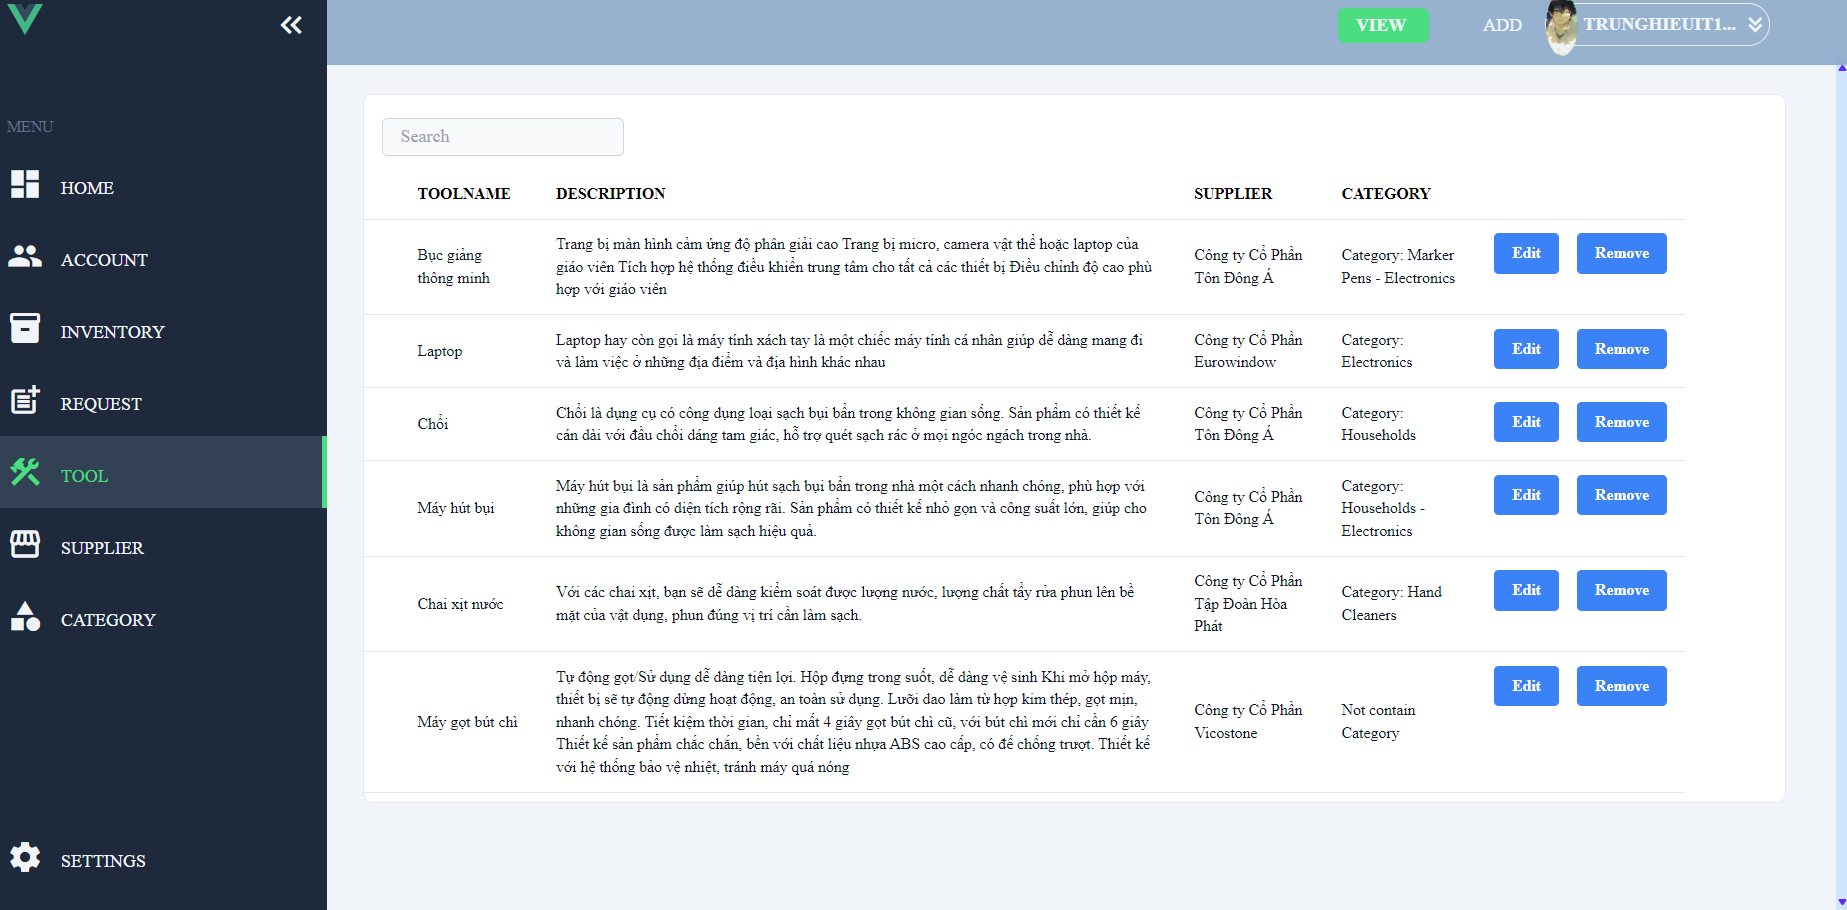 VIEW
ADD
TRUNGHIEUIT1...
MENU
HOME
ACCOUNT
INVENTORY
REQUEST
TOOL
SUPPLIER
CATEGORY
SETTINGS
Search
TOOLNAME DESCRIPTION SUPPLIER CATEGORY
Bục giảng
thông minh
Trang bị màn hình cảm ứng độ phân giải cao Trang bị micro, camera vật thể hoặc laptop của
giáo viên Tích hợp hệ thống điều khiển trung tâm cho tất cả các thiết bị Điều chỉnh độ cao phù
hợp với giáo viên
Công ty Cổ Phần
Tôn Đông Á
Category: Marker
Pens - Electronics
Edit Remove
Laptop
Laptop hay còn gọi là máy tính xách tay là một chiếc máy tính cá nhân giúp dễ dàng mang đi
và làm việc ở những địa điểm và địa hình khác nhau
Công ty Cổ Phần
Eurowindow
Category:
Electronics
Edit Remove
Chổi
Chổi là dụng cụ có công dụng loại sạch bụi bẩn trong không gian sống. Sản phẩm có thiết kế
cán dài với đầu chổi dáng tam giác, hỗ trợ quét sạch rác ở mọi ngóc ngách trong nhà.
Công ty Cổ Phần
Tôn Đông Á
Category:
Households
Edit Remove
Máy hút bụi
Máy hút bụi là sản phẩm giúp hút sạch bụi bẩn trong nhà một cách nhanh chóng, phù hợp với
những gia đình có diện tích rộng rãi. Sản phẩm có thiết kế nhỏ gọn và công suất lớn, giúp cho
không gian sống được làm sạch hiệu quả.
Công ty Cổ Phần
Tôn Đông Á
Category:
Households -
Electronics
Edit Remove
Chai xịt nước
Với các chai xịt, bạn sẽ dễ dàng kiểm soát được lượng nước, lượng chất tẩy rửa phun lên bề
mặt của vật dụng, phun đúng vị trí cần làm sạch.
Công ty Cổ Phần
Tập Đoàn Hòa
Phát
Category: Hand
Cleaners
Edit Remove
Máy gọt bút chì
Tự động gọt/Sử dụng dễ dàng tiện lợi. Hộp đựng trong suốt, dễ dàng vệ sinh Khi mở hộp máy,
thiết bị sẽ tự động dừng hoạt động, an toàn sử dụng. Lưỡi dao làm từ hợp kim thép, gọt mịn,
nhanh chóng. Tiết kiệm thời gian, chỉ mất 4 giây gọt bút chì cũ, với bút chì mới chỉ cần 6 giây
Thiết kế sản phẩm chắc chắn, bền với chất liệu nhựa ABS cao cấp, có đế chống trượt. Thiết kế
với hệ thống bảo vệ nhiệt, tránh máy quá nóng
Công ty Cổ Phần
Vicostone
Not contain
Category
Edit Remove